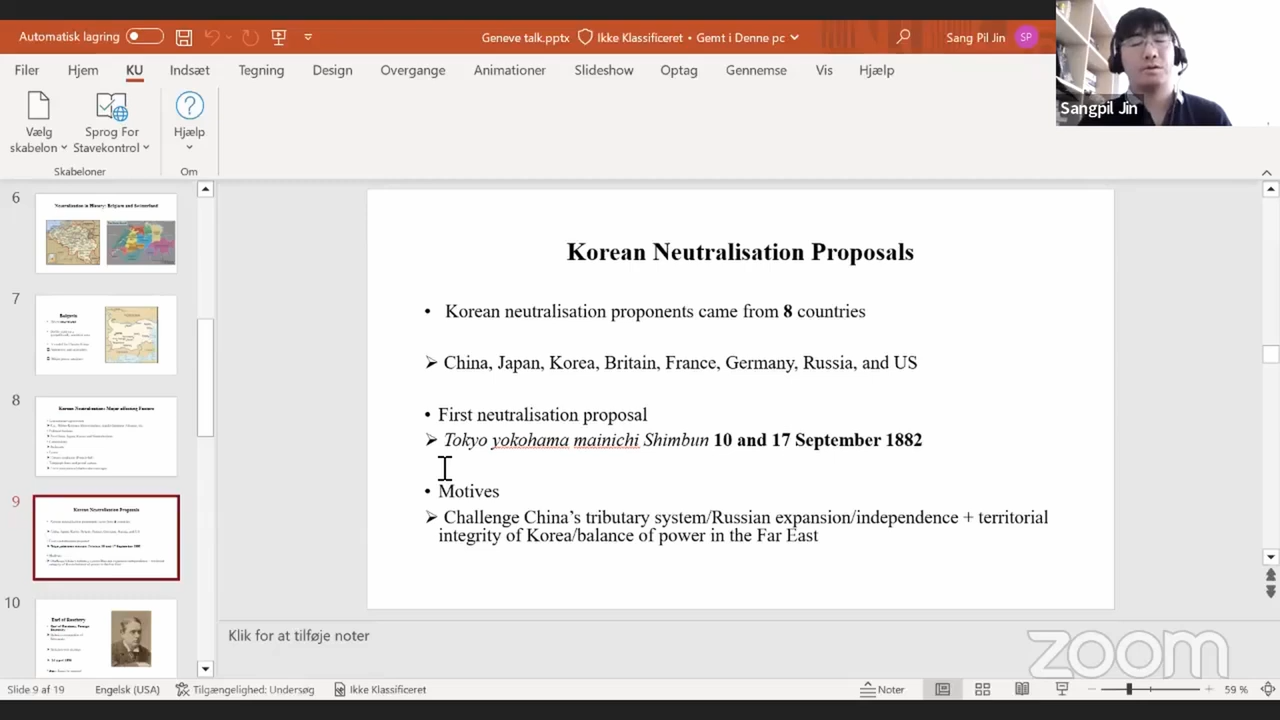 Automatisk lagring
Geneve talk.pptx
Ikke Klassificeret • Gemt i Denne pc
Sang Pil Jin
SP
Filer
Hjem
KU
Indsæt
Tegning
Design
Overgange
Animationer
Slideshow
Optag
Gennemse
Vis
Hjælp
Sangpil Jin
Vælg
skabelon
Sprog For
Stavekontrol
Hjælp
Skabeloner
Om
6
Neutralisation in History: Belgium and Switzerland
7
Bulgaria
8
Korean Neutralisation: Major affecting Factors
9
Korean Neutralisation Proposals
10
Earl of Rosebery
Korean Neutralisation Proposals
• Korean neutralisation proponents came from 8 countries
➢ China, Japan, Korea, Britain, France, Germany, Russia, and US
• First neutralisation proposal
➢ Tokyo yokohama mainichi Shimbun 10 and 17 September 1882
• Motives
➢ Challenge China’s tributary system/Russian expansion/independence + territorial
integrity of Korea/balance of power in the Far East
Klik for at tilføje noter
zoom
Slide 9 af 19
Engelsk (USA)
Tilgængelighed: Undersøg
Ikke Klassificeret
Noter
59 %